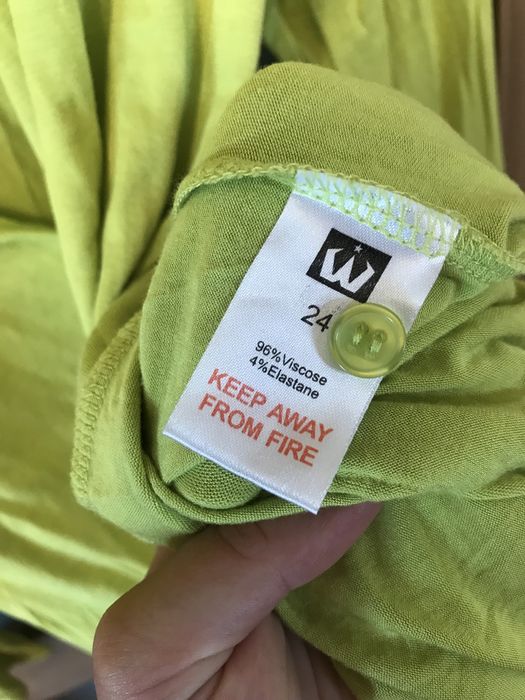 W
24
96%Viscose
4%Elastane
KEEP AWAY
FROM FIRE